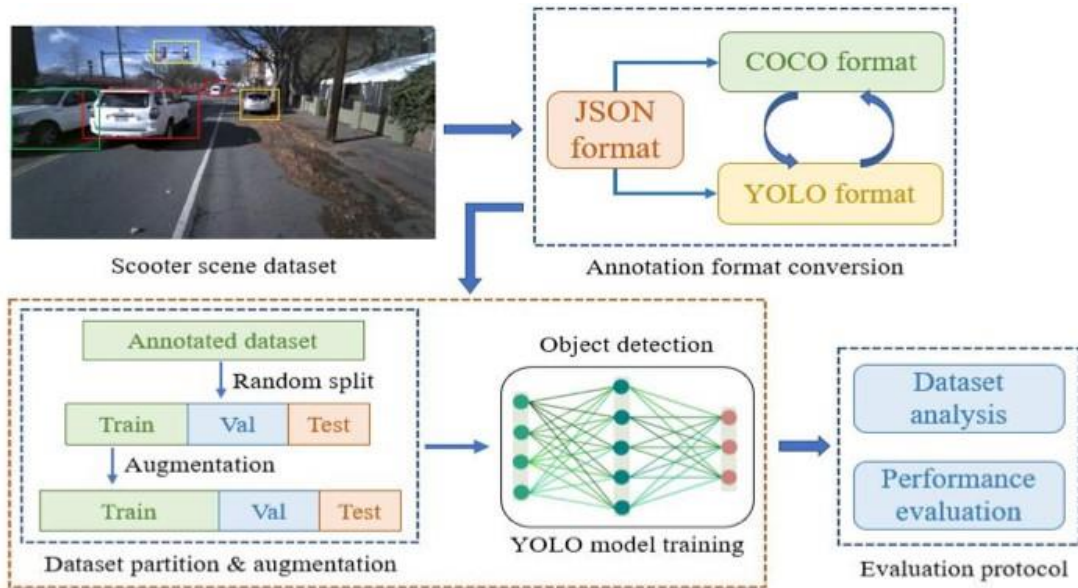 COCO format
JSON
format
YOLO format
Scooter scene dataset
Annotation format conversion
Annotated dataset
Random split
Train
Val
Test
Augmentation
Train
Val
Test
Dataset partition & augmentation
Object detection
YOLO model training
Dataset
analysis
Performance
evaluation
Evaluation protocol